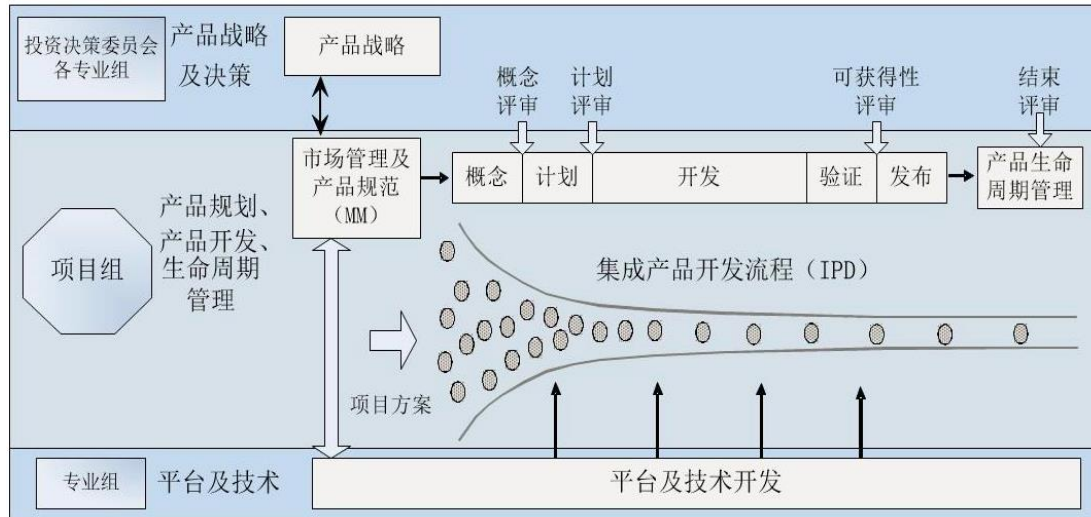 投资决策委员会
各专业组
产品战略
及决策
产品战略
概念
评审
计划
评审
可获得性
评审
结束
评审
市场管理及
产品规范
（MM）
概念
计划
开发
验证
发布
产品生命
周期管理
项目组
产品规划、
产品开发、
生命周期
管理
集成产品开发流程（IPD）
项目方案
专业组
平台及技术
平台及技术开发